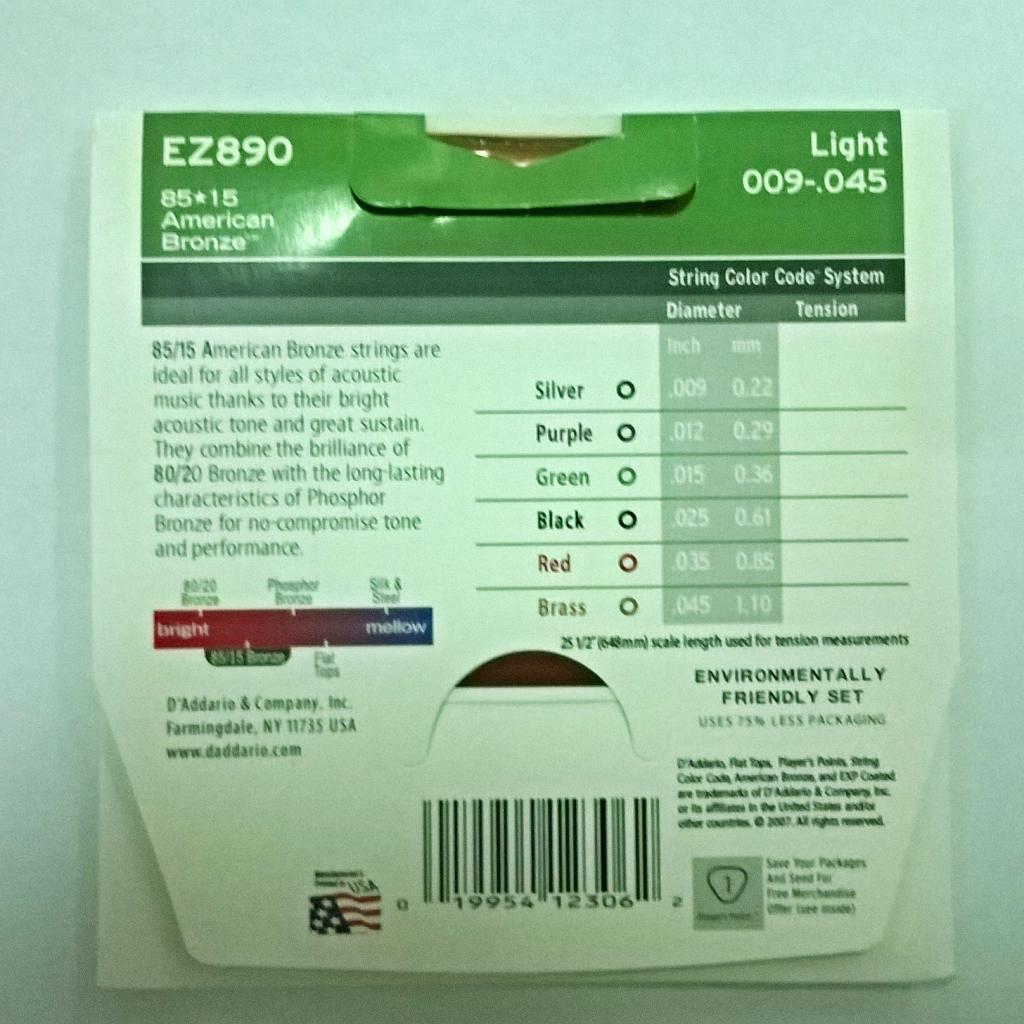 EZ890
85★15
American
Bronze™
Light
009-.045
String Color Code™ System
Diameter Tension
Inch mm
Silver .009 0.22
Purple .012 0.29
Green .015 0.36
Black .025 0.61
Red .035 0.85
Brass .045 1.10
25 1/2" (648mm) scale length used for tension measurements
85/15 American Bronze strings are
ideal for all styles of acoustic
music thanks to their bright
acoustic tone and great sustain.
They combine the brilliance of
80/20 Bronze with the long-lasting
characteristics of Phosphor
Bronze for no-compromise tone
and performance.
80/20
Bronze
Phosphor
Bronze
Silk &
Steel
bright mellow
85/15 Bronze
Flat
Tops
D'Addario & Company, Inc.
Farmingdale, NY 11735 USA
www.daddario.com
ENVIRONMENTALLY
FRIENDLY SET
USES 75% LESS PACKAGING
D'Addario, Flat Tops, Player's Points, String
Color Code, American Bronze, and EXP Coated
are trademarks of D'Addario & Company, Inc.
or its affiliates in the United States and/or
other countries. © 2007. All rights reserved.
USA
0 19954 12306 2
1
Save Your Packages
And Send For
Free Merchandise
Offer (see inside)